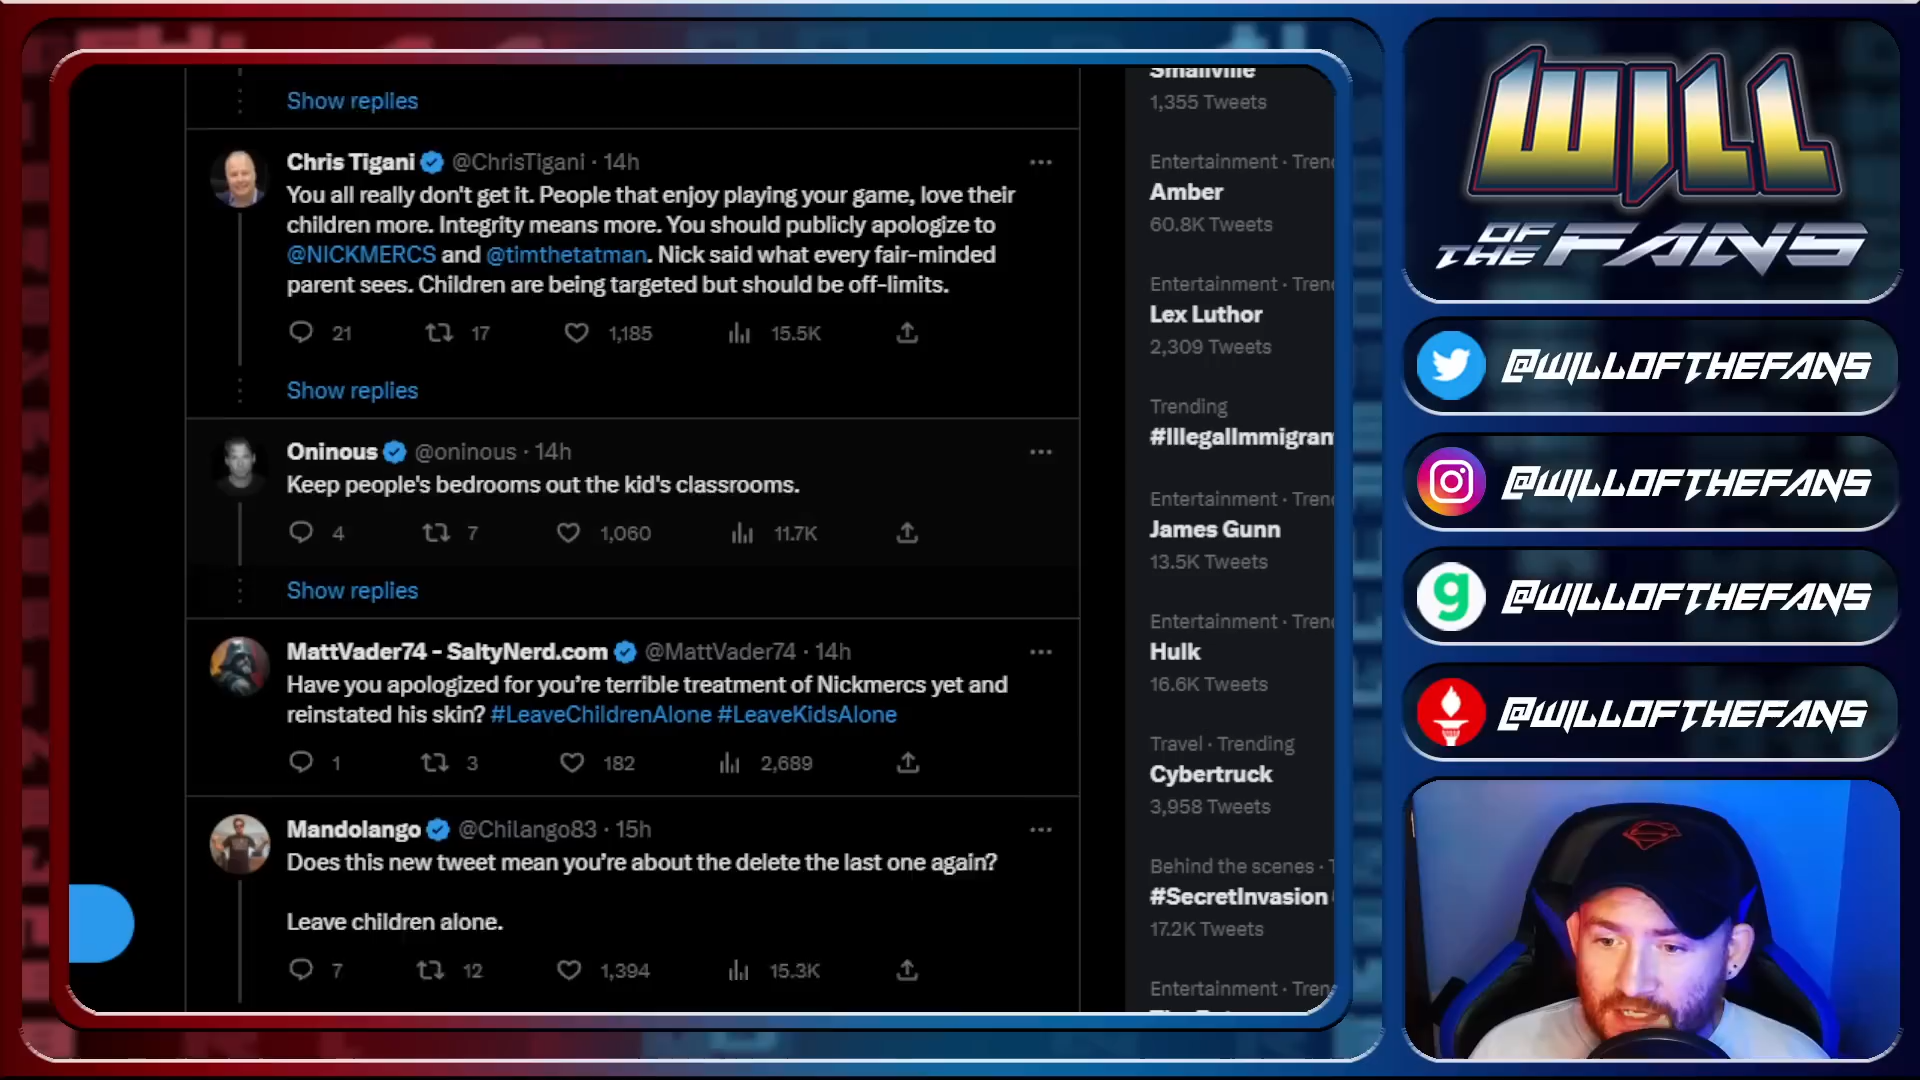 Show replies
Chris Tigani @ChrisTigani · 14h
You all really don't get it. People that enjoy playing your game, love their
children more. Integrity means more. You should publicly apologize to
@NICKMERCS and @timthetatman. Nick said what every fair-minded
parent sees. Children are being targeted but should be off-limits.
21 17 1,185 15.5K
Show replies
Oninous @oninous · 14h
Keep people's bedrooms out the kid's classrooms.
4 7 1,060 11.7K
Show replies
MattVader74 - SaltyNerd.com @MattVader74 · 14h
Have you apologized for you're terrible treatment of Nickmercs yet and
reinstated his skin? #LeaveChildrenAlone #LeaveKidsAlone
1 3 182 2,689
Mandolango @Chilango83 · 15h
Does this new tweet mean you're about the delete the last one again?
Leave children alone.
7 12 1,394 15.3K
Smallville
1,355 Tweets
Entertainment · Tren
Amber
60.8K Tweets
Entertainment · Tren
Lex Luthor
2,309 Tweets
Trending
#IllegalImmigran
Entertainment · Tren
James Gunn
13.5K Tweets
Entertainment · Tren
Hulk
16.6K Tweets
Travel · Trending
Cybertruck
3,958 Tweets
Behind the scenes ·
#SecretInvasion
17.2K Tweets
Entertainment · Tren
WILL
OF THE FANS
@WILLOFTHEFANS
@WILLOFTHEFANS
@WILLOFTHEFANS
@WILLOFTHEFANS